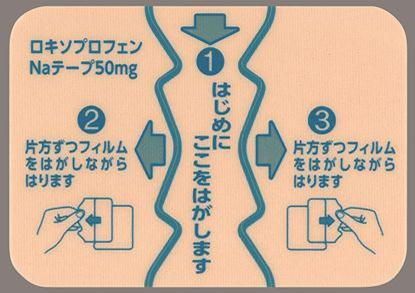 ロキソプロフェン
Naテープ50mg
1
はじめに
ここをはがします
2
片方ずつフィルム
をはがしながら
はります
3
片方ずつフィルム
をはがしながら
はります